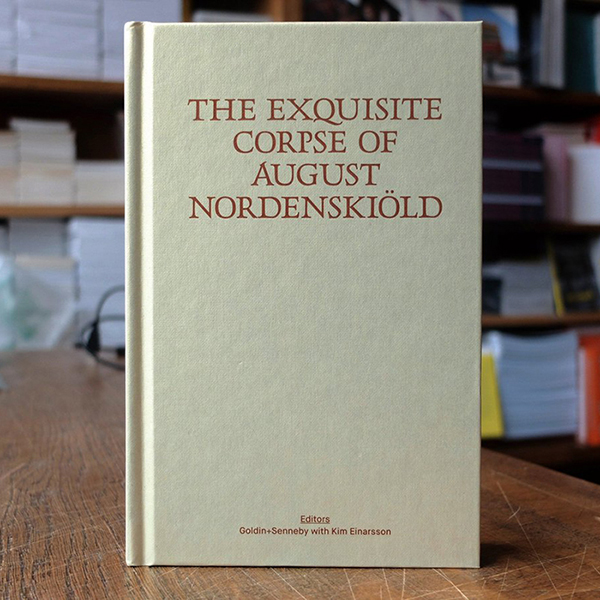 THE EXQUISITE
CORPSE OF
AUGUST
NORDENSKIÖLD
Editors
Goldin+Senneby with Kim Einarsson